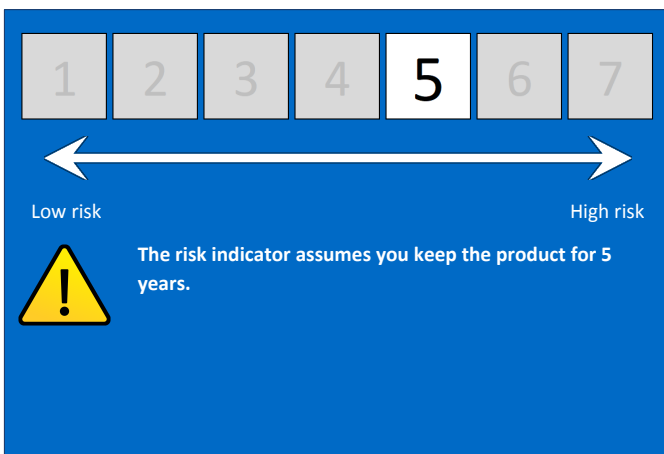 1 2 3 4 5 6 7
Low risk High risk
The risk indicator assumes you keep the product for 5
years.